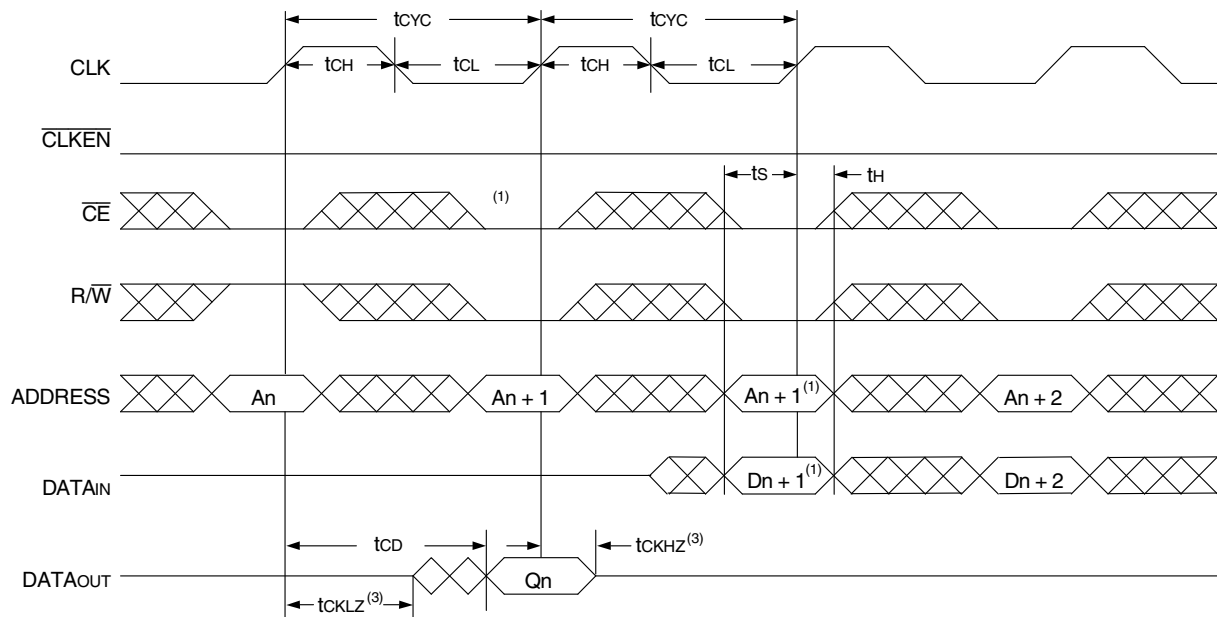 tCYC tCYC
CLK tCH tCL tCH tCL
CLKEN
tS tH
CE (1)
R/W
ADDRESS An An + 1 An + 1(1) An + 2
DATAIN Dn + 1(1) Dn + 2
tCD tCKHZ(3)
DATAOUT Qn
tCKLZ(3)